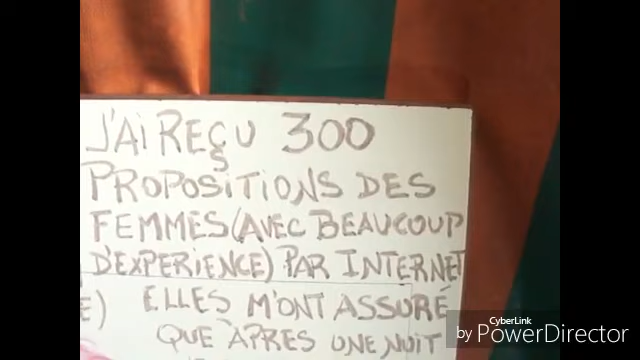 J'AI REÇU 300
PROPOSITIONS DES
FEMMES (AVEC BEAUCOUP
D'EXPERIENCE) PAR INTERNET
E) ELLES M'ONT ASSURÉ
QUE APRES UNE NUIT
CyberLink
by PowerDirector